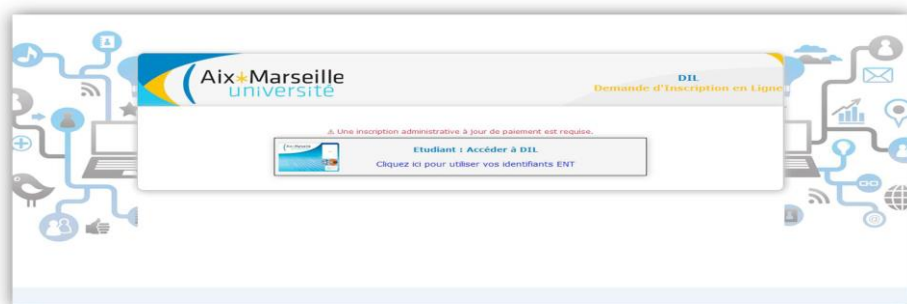 Aix*Marseille
université
DIL
Demande d'Inscription en Ligne
⚠ Une inscription administrative à jour de paiement est requise.
Etudiant : Accéder à DIL
Cliquez ici pour utiliser vos identifiants ENT